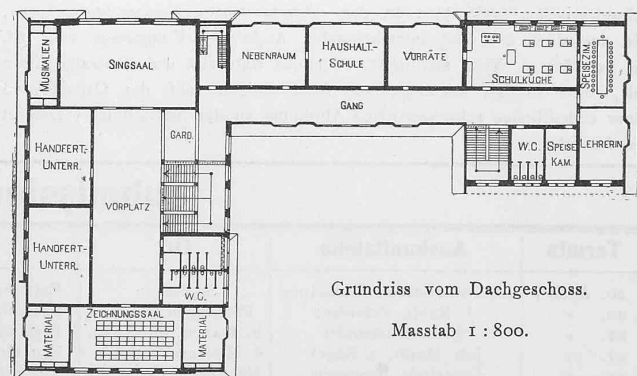 MUSIKALIEN
SINGSAAL
NEBENRAUM
HAUSHALT-
SCHULE
VORRÄTE
SCHULKÜCHE
SPEISEZIM.
GANG
GARD.
HANDFERT-
UNTERR.
VORPLATZ
W.C.
SPEISE
KAM.
LEHRERIN
HANDFERT-
UNTERR.
W.C.
ZEICHNUNGSSAAL
MATERIAL
MATERIAL
Grundriss vom Dachgeschoss.
Masstab 1 : 800.